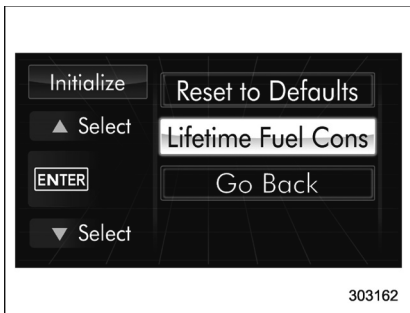 Initialize
▲ Select
ENTER
▼ Select
Reset to Defaults
Lifetime Fuel Cons
Go Back
303162